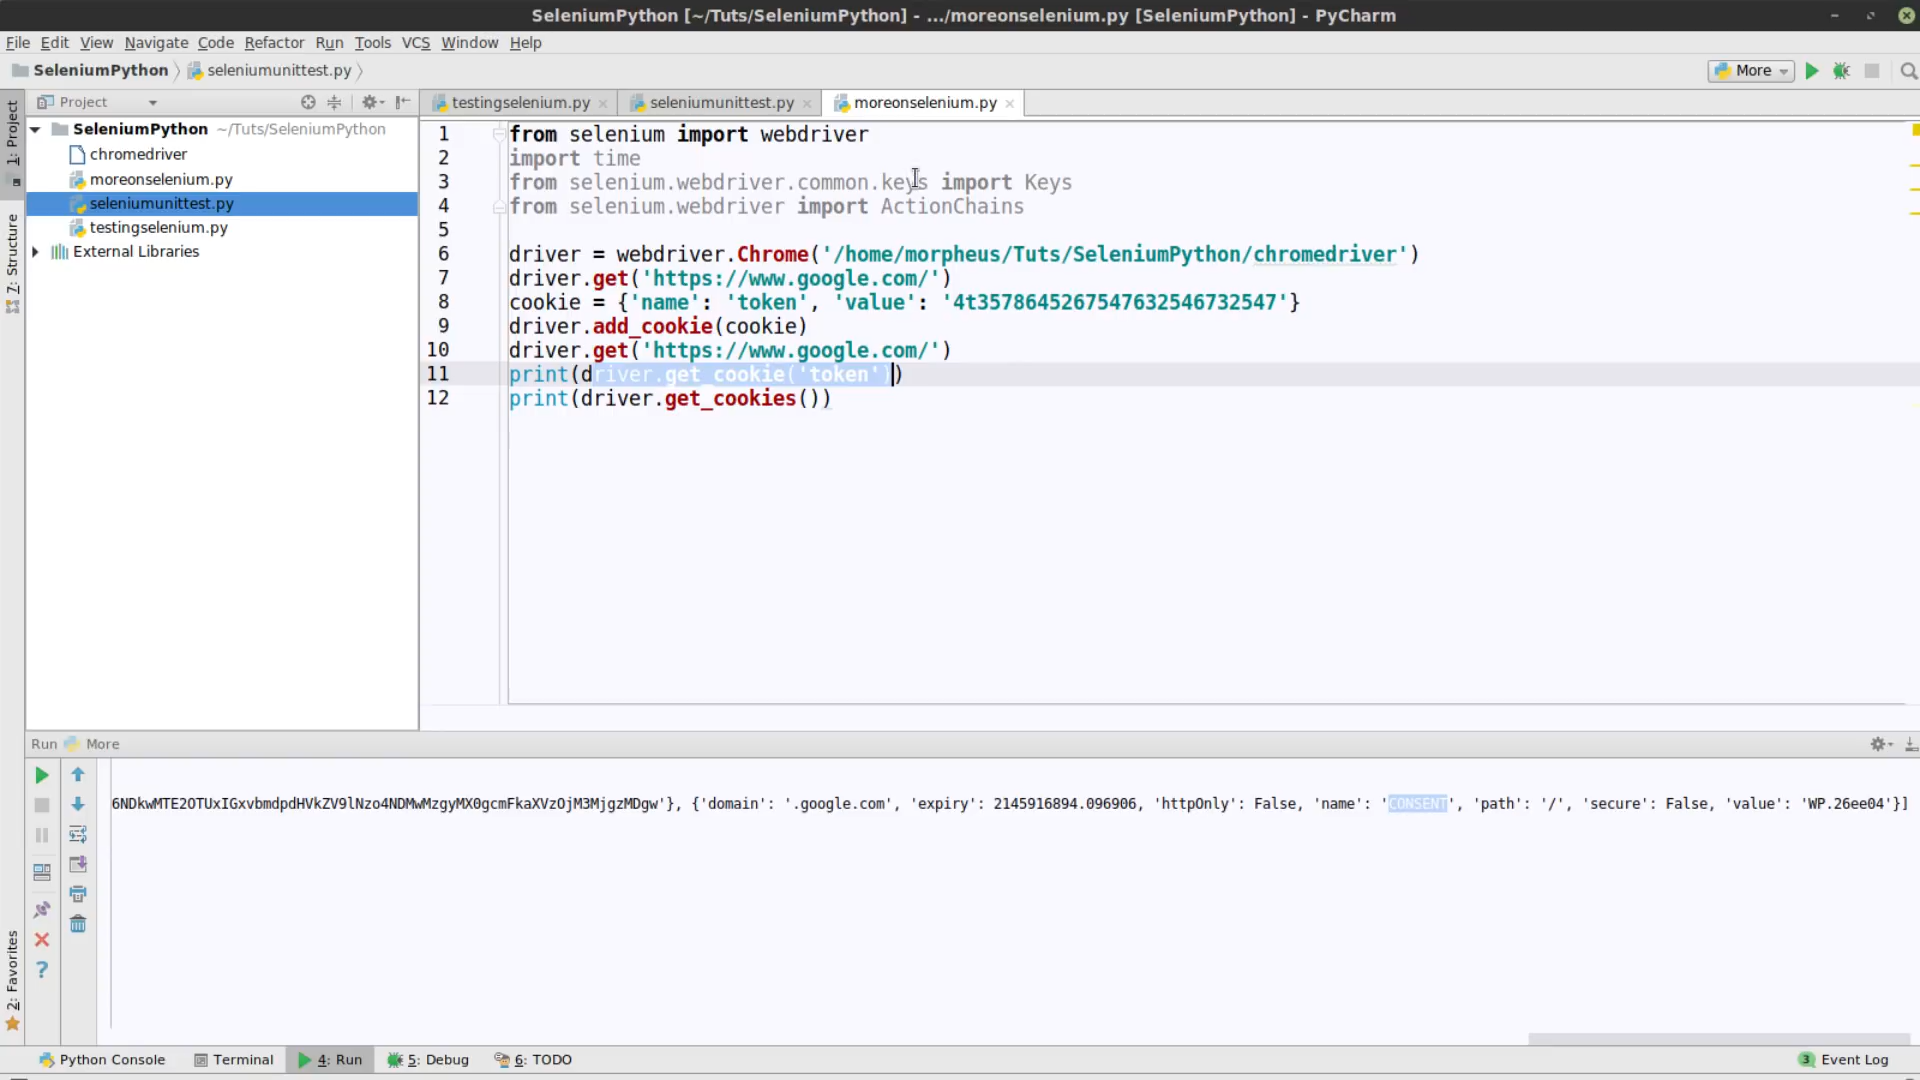 SeleniumPython [~/Tuts/SeleniumPython] - .../moreonselenium.py [SeleniumPython] - PyCharm
File Edit View Navigate Code Refactor Run Tools VCS Window Help
SeleniumPython seleniumunittest.py More
1: Project
Project
testingselenium.py seleniumunittest.py moreonselenium.py
SeleniumPython ~/Tuts/SeleniumPython
chromedriver
moreonselenium.py
seleniumunittest.py
testingselenium.py
External Libraries
7: Structure
1 from selenium import webdriver
2 import time
3 from selenium.webdriver.common.keys import Keys
4 from selenium.webdriver import ActionChains
5
6 driver = webdriver.Chrome('/home/morpheus/Tuts/SeleniumPython/chromedriver')
7 driver.get('https://www.google.com/')
8 cookie = {'name': 'token', 'value': '4t3578645267547632546732547'}
9 driver.add_cookie(cookie)
10 driver.get('https://www.google.com/')
11 print(driver.get_cookie('token'))
12 print(driver.get_cookies())
Run More
6NDkwMTE2OTUxIGxvbmdpdHVkZV9lNzo4NDMwMzgyMX0gcmFkaXVzOjM3MjgzMDgw'}, {'domain': '.google.com', 'expiry': 2145916894.096906, 'httpOnly': False, 'name': 'CONSENT', 'path': '/', 'secure': False, 'value': 'WP.26ee04'}]
2: Favorites
Python Console Terminal 4: Run 5: Debug 6: TODO 3 Event Log